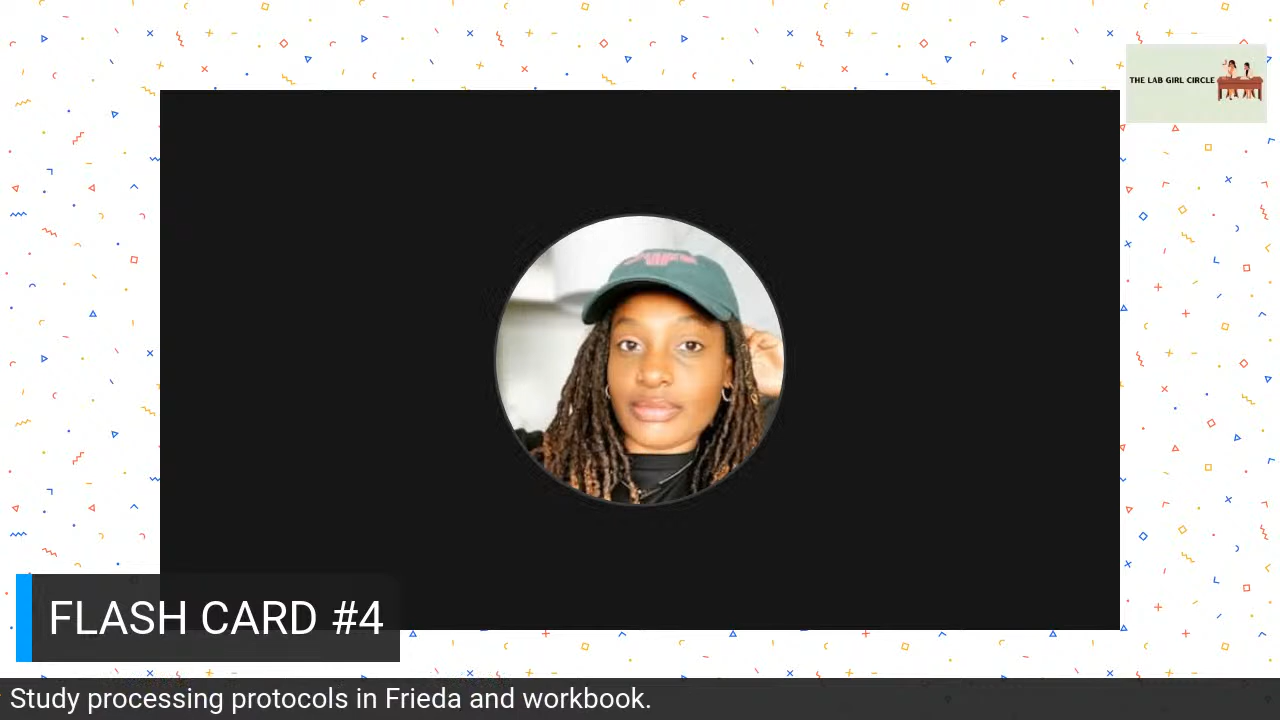 THE LAB GIRL CIRCLE
FLASH CARD #4
Study processing protocols in Frieda and workbook.